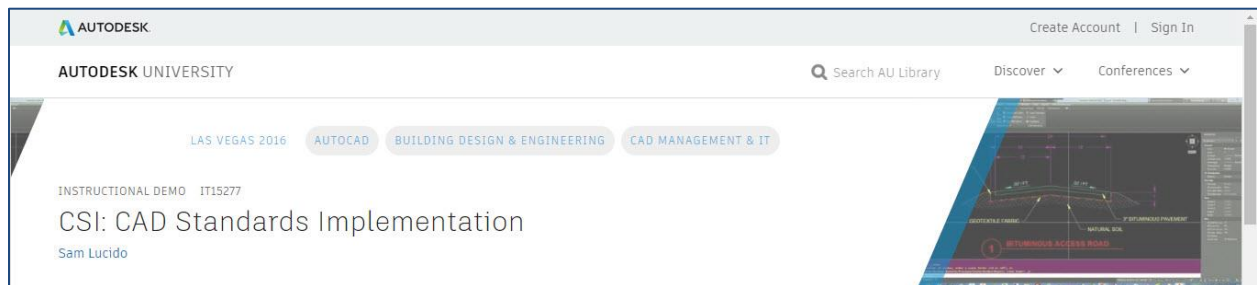 AUTODESK.
Create Account | Sign In
AUTODESK UNIVERSITY
Search AU Library
Discover
Conferences
LAS VEGAS 2016
AUTOCAD
BUILDING DESIGN & ENGINEERING
CAD MANAGEMENT & IT
INSTRUCTIONAL DEMO IT15277
CSI: CAD Standards Implementation
Sam Lucido
GEOTEXTILE FABRIC
3" BITUMINOUS PAVEMENT
NATURAL SOIL
1 BITUMINOUS ACCESS ROAD